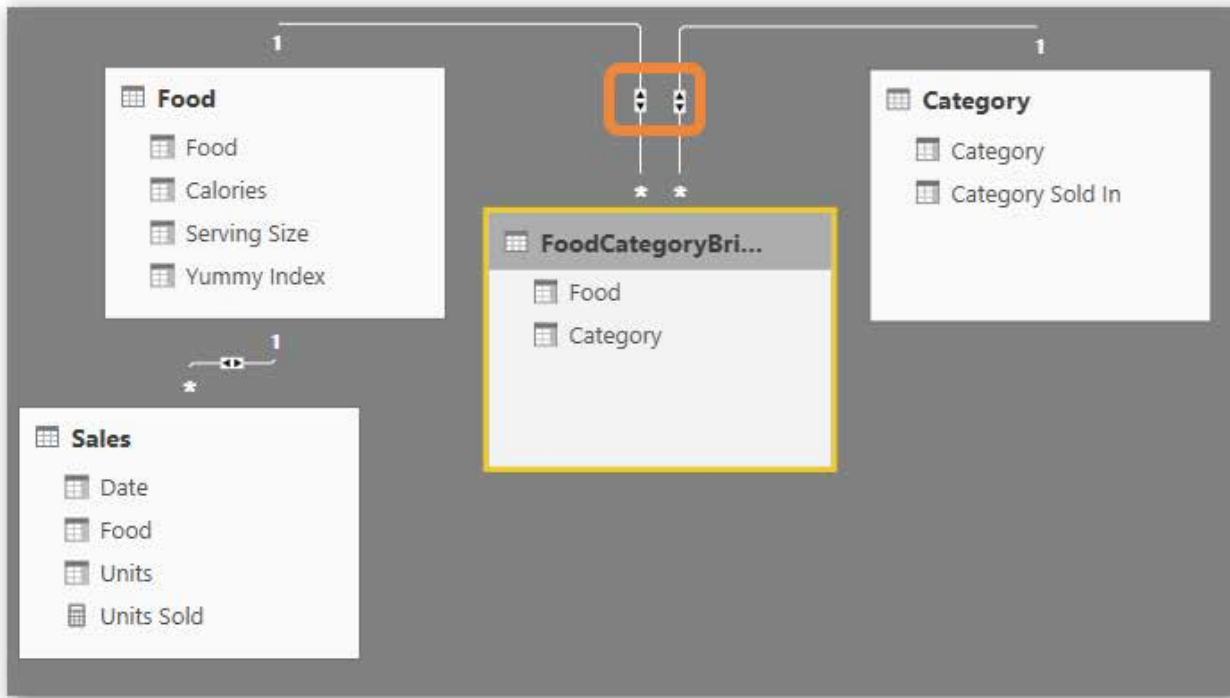 1
1
Food
Food
Calories
Serving Size
Yummy Index
* *
FoodCategoryBri...
Food
Category
Category
Category
Category Sold In
1
*
Sales
Date
Food
Units
Units Sold